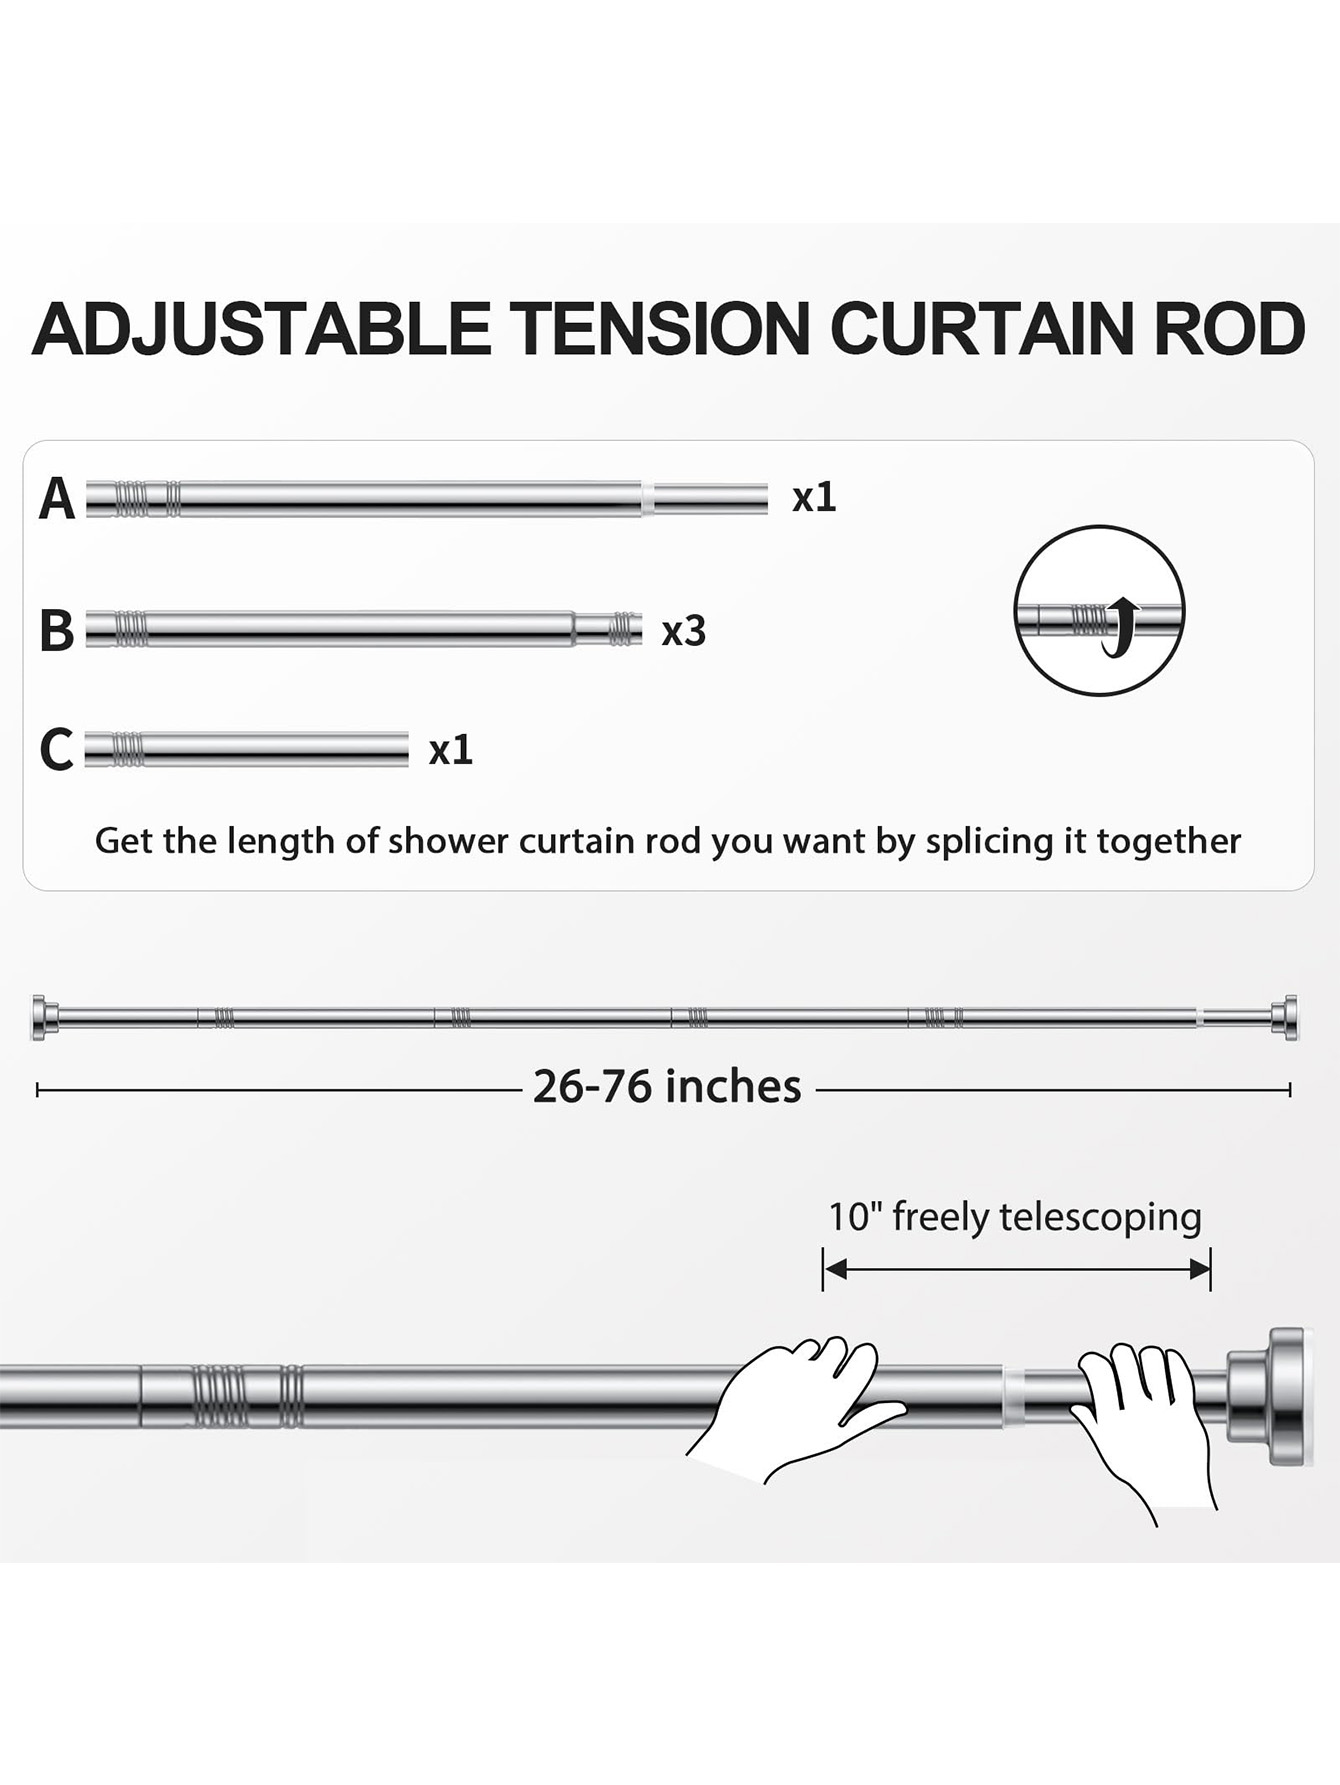 ADJUSTABLE TENSION CURTAIN ROD
A x1
B x3
C x1
Get the length of shower curtain rod you want by splicing it together
26-76 inches
10" freely telescoping